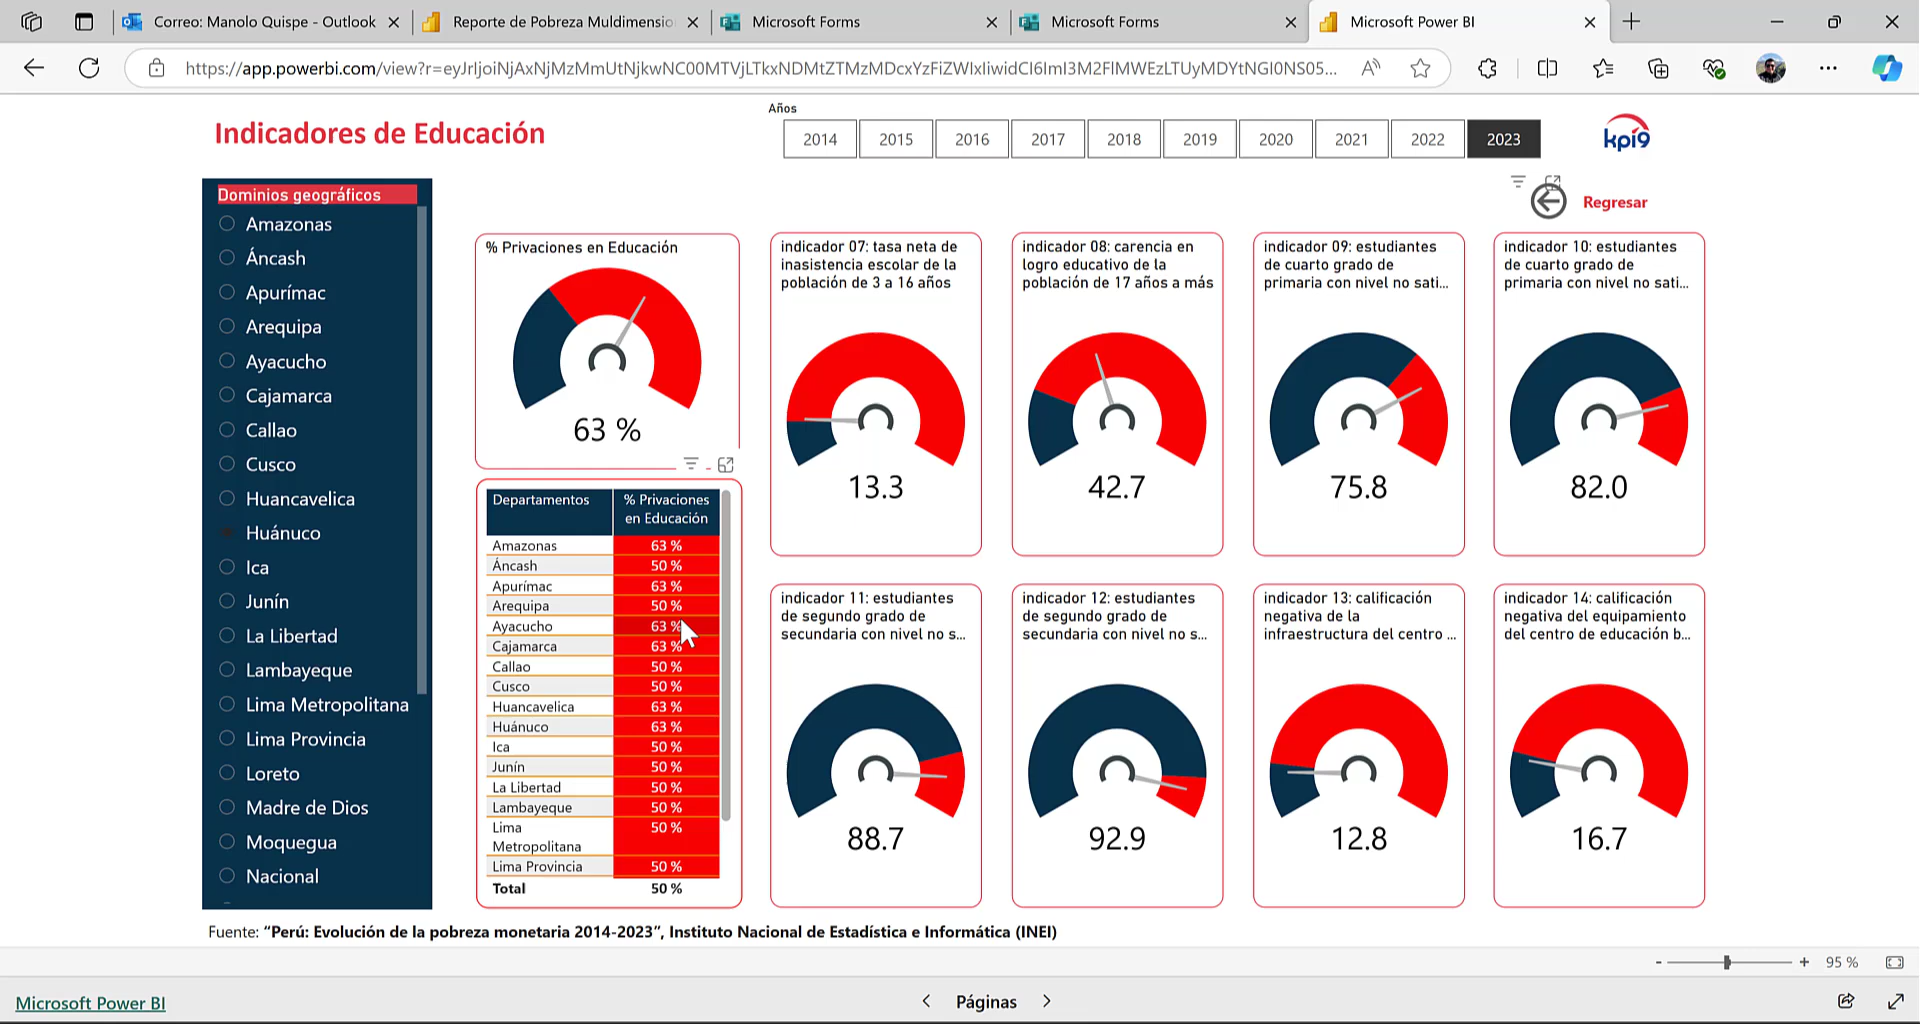 Correo: Manolo Quispe - Outlook
Reporte de Pobreza Muldimensio
Microsoft Forms
Microsoft Forms
Microsoft Power BI
https://app.powerbi.com/view?r=eyJrIjoiNjAxNjMzMmUtNjkwNC00MTVjLTkxNDMtZTMzMDcxYzFiZWIxIiwidCI6ImI3M2FlMWEzLTUyMDYtNGI0NS05...
Indicadores de Educación
Años
2014
2015
2016
2017
2018
2019
2020
2021
2022
2023
kpi9
Regresar
Dominios geográficos
Amazonas
Áncash
Apurímac
Arequipa
Ayacucho
Cajamarca
Callao
Cusco
Huancavelica
Huánuco
Ica
Junín
La Libertad
Lambayeque
Lima Metropolitana
Lima Provincia
Loreto
Madre de Dios
Moquegua
Nacional
% Privaciones en Educación
63 %
Departamentos
% Privaciones
en Educación
Amazonas 63 %
Áncash 50 %
Apurímac 63 %
Arequipa 50 %
Ayacucho 63 %
Cajamarca 63 %
Callao 50 %
Cusco 50 %
Huancavelica 63 %
Huánuco 63 %
Ica 50 %
Junín 50 %
La Libertad 50 %
Lambayeque 50 %
Lima 50 %
Metropolitana
Lima Provincia 50 %
Total 50 %
indicador 07: tasa neta de
inasistencia escolar de la
población de 3 a 16 años
13.3
indicador 08: carencia en
logro educativo de la
población de 17 años a más
42.7
indicador 09: estudiantes
de cuarto grado de
primaria con nivel no sati...
75.8
indicador 10: estudiantes
de cuarto grado de
primaria con nivel no sati...
82.0
indicador 11: estudiantes
de segundo grado de
secundaria con nivel no s...
88.7
indicador 12: estudiantes
de segundo grado de
secundaria con nivel no s...
92.9
indicador 13: calificación
negativa de la
infraestructura del centro ...
12.8
indicador 14: calificación
negativa del equipamiento
del centro de educación b...
16.7
Fuente: “Perú: Evolución de la pobreza monetaria 2014-2023”, Instituto Nacional de Estadística e Informática (INEI)
- + 95 %
Microsoft Power BI
Páginas